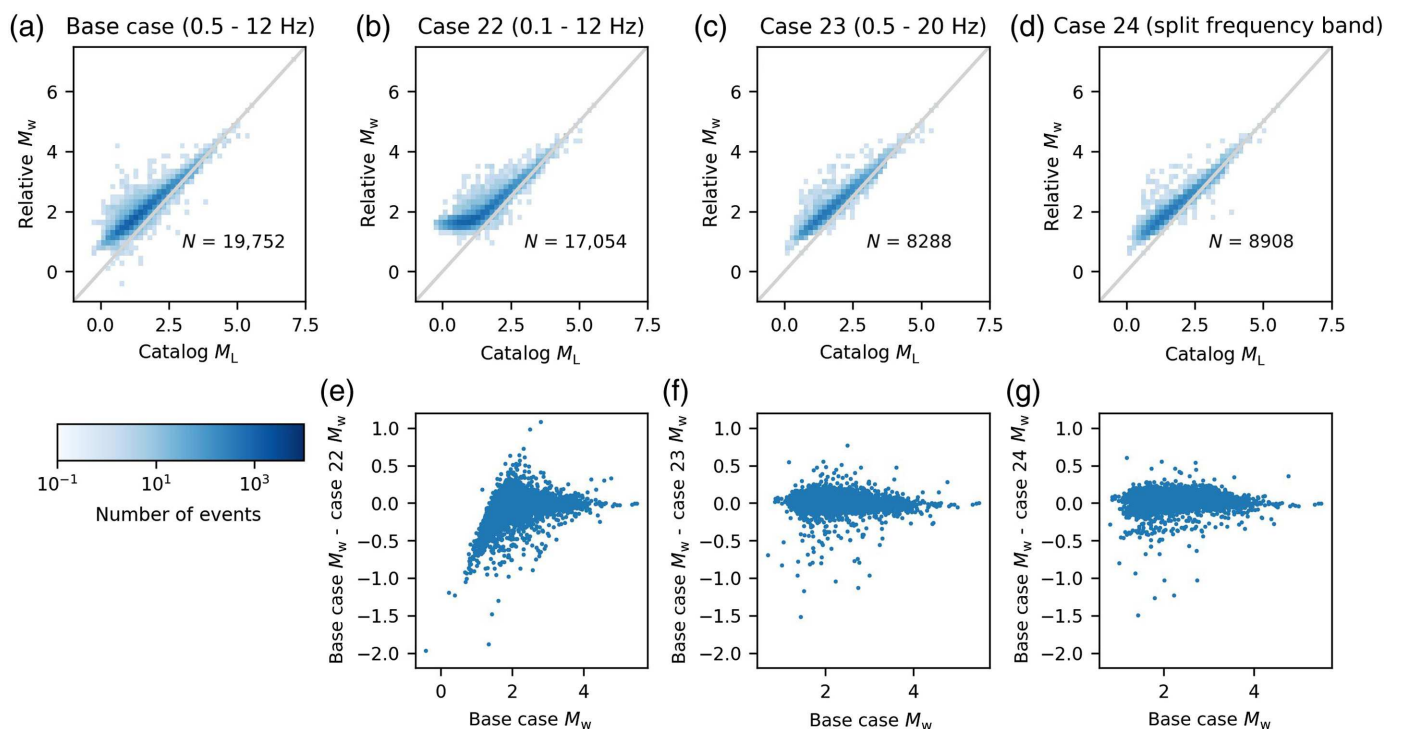 (a) Base case (0.5 - 12 Hz)
(b) Case 22 (0.1 - 12 Hz)
(c) Case 23 (0.5 - 20 Hz)
(d) Case 24 (split frequency band)
Relative Mw
6
4
2
0
N = 19,752
0.0 2.5 5.0 7.5
Catalog ML
Relative Mw
6
4
2
0
N = 17,054
0.0 2.5 5.0 7.5
Catalog ML
Relative Mw
6
4
2
0
N = 8288
0.0 2.5 5.0 7.5
Catalog ML
Relative Mw
6
4
2
0
N = 8908
0.0 2.5 5.0 7.5
Catalog ML
10−1 101 103
Number of events
(e)
Base case Mw - case 22 Mw
1.0
0.5
0.0
−0.5
−1.0
−1.5
−2.0
0 2 4
Base case Mw
(f)
Base case Mw - case 23 Mw
1.0
0.5
0.0
−0.5
−1.0
−1.5
−2.0
2 4
Base case Mw
(g)
Base case Mw - case 24 Mw
1.0
0.5
0.0
−0.5
−1.0
−1.5
−2.0
2 4
Base case Mw